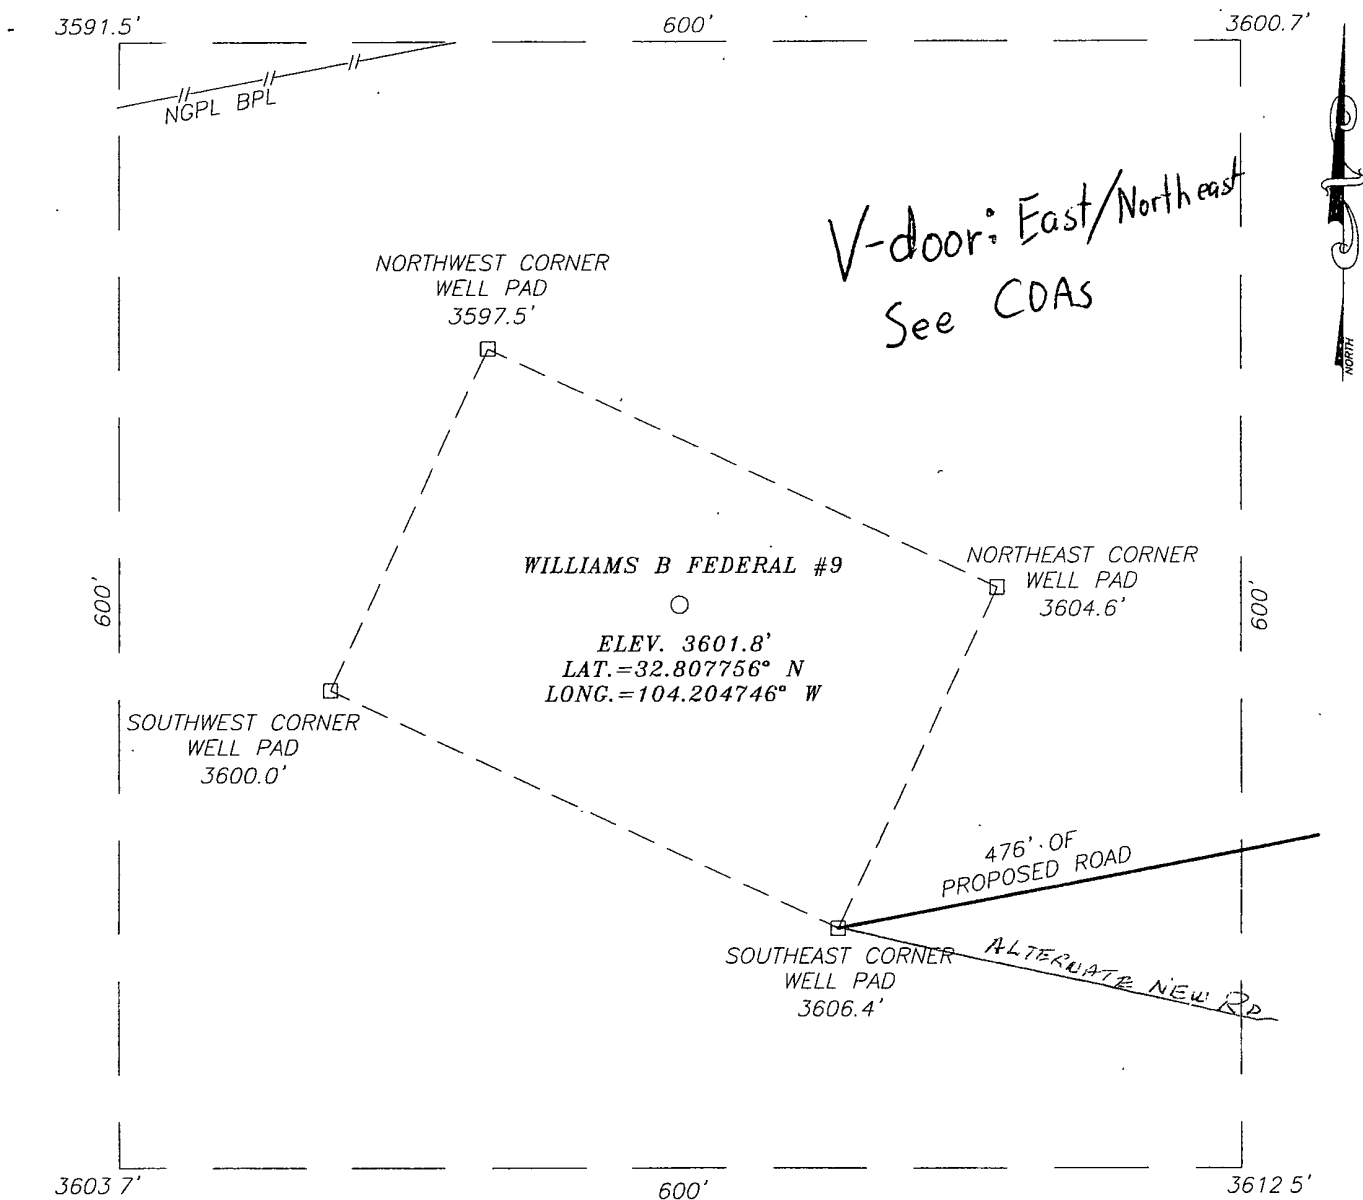 3591.5'
600'
3600.7'
NGPL BPL
V-door: East/Northeast
See COAs
NORTH
NORTHWEST CORNER
WELL PAD
3597.5'
WILLIAMS B FEDERAL #9
ELEV. 3601.8'
LAT.=32.807756° N
LONG.=104.204746° W
NORTHEAST CORNER
WELL PAD
3604.6'
600'
600'
SOUTHWEST CORNER
WELL PAD
3600.0'
476' OF
PROPOSED ROAD
SOUTHEAST CORNER
WELL PAD
3606.4'
ALTERNATE NEW RD
3603 7'
600'
3612 5'